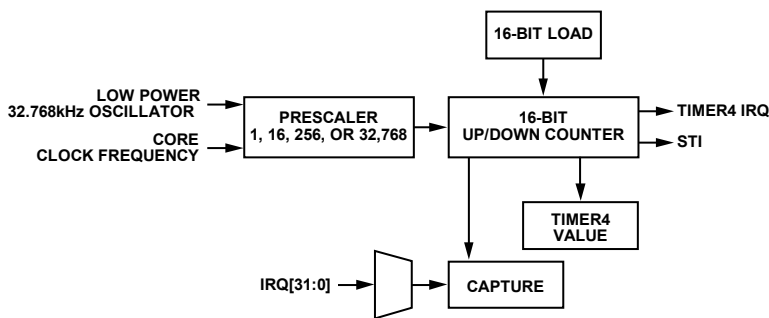 16-BIT LOAD
LOW POWER
32.768kHz OSCILLATOR
CORE
CLOCK FREQUENCY
PRESCALER
1, 16, 256, OR 32,768
16-BIT
UP/DOWN COUNTER
TIMER4 IRQ
STI
TIMER4
VALUE
IRQ[31:0]
CAPTURE